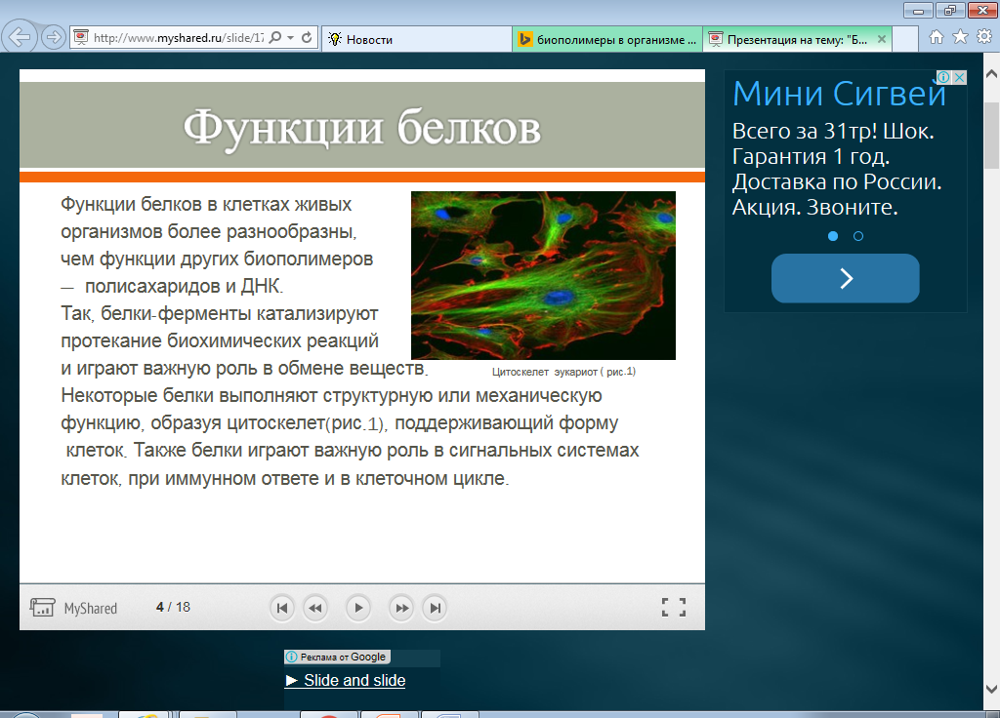 http://www.myshared.ru/slide/17
Новости
биополимеры в организме ...
Презентация на тему: "Б...
Функции белков
Функции белков в клетках живых
организмов более разнообразны,
чем функции других биополимеров
— полисахаридов и ДНК.
Так, белки-ферменты катализируют
протекание биохимических реакций
и играют важную роль в обмене веществ.
Цитоскелет эукариот ( рис.1)
Некоторые белки выполняют структурную или механическую
функцию, образуя цитоскелет(рис.1), поддерживающий форму
клеток. Также белки играют важную роль в сигнальных системах
клеток, при иммунном ответе и в клеточном цикле.
MyShared
4 / 18
Мини Сигвей
Всего за 31тр! Шок.
Гарантия 1 год.
Доставка по России.
Акция. Звоните.
Реклама от Google
► Slide and slide